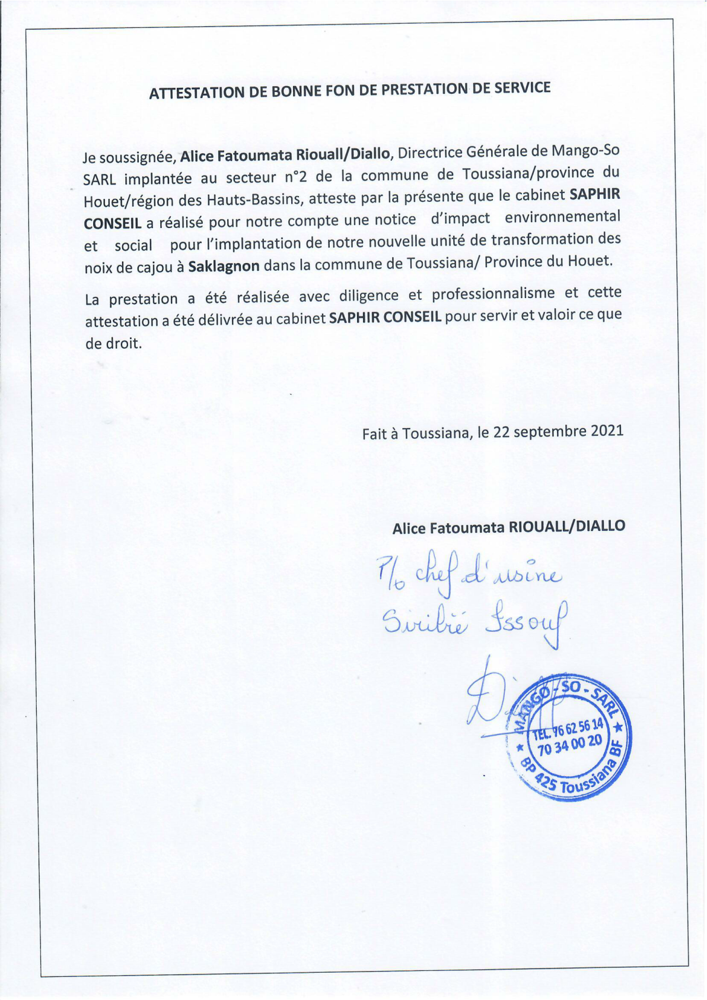 ATTESTATION DE BONNE FON DE PRESTATION DE SERVICE
Je soussignée, Alice Fatoumata Riouall/Diallo, Directrice Générale de Mango-So
SARL implantée au secteur n°2 de la commune de Toussiana/province du
Houet/région des Hauts-Bassins, atteste par la présente que le cabinet SAPHIR
CONSEIL a réalisé pour notre compte une notice d’impact environnemental
et social pour l’implantation de notre nouvelle unité de transformation des
noix de cajou à Saklagnon dans la commune de Toussiana/ Province du Houet.
La prestation a été réalisée avec diligence et professionnalisme et cette
attestation a été délivrée au cabinet SAPHIR CONSEIL pour servir et valoir ce que
de droit.
Fait à Toussiana, le 22 septembre 2021
Alice Fatoumata RIOUALL/DIALLO
P/o chef d'usine
Siribié Issouf
MANGO - SO - SARL
TEL. 76 62 56 14
70 34 00 20
BP 425 Toussiana BF